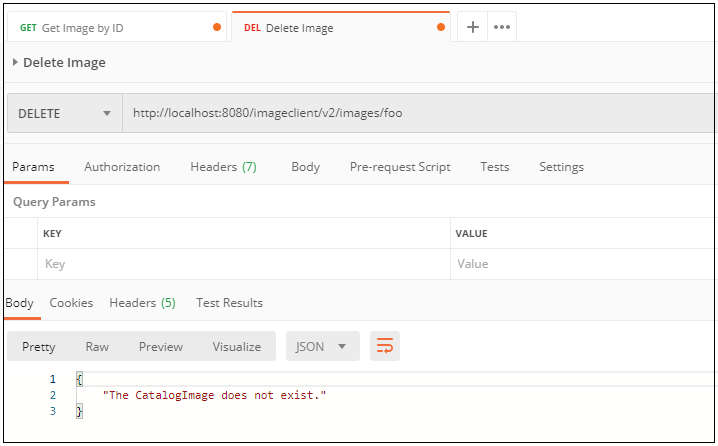 GET Get Image by ID DEL Delete Image + •••
Delete Image
DELETE http://localhost:8080/imageclient/v2/images/foo
Params Authorization Headers (7) Body Pre-request Script Tests Settings
Query Params
KEY VALUE
Key Value
Body Cookies Headers (5) Test Results
Pretty Raw Preview Visualize JSON
1 {
2 "The CatalogImage does not exist."
3 }